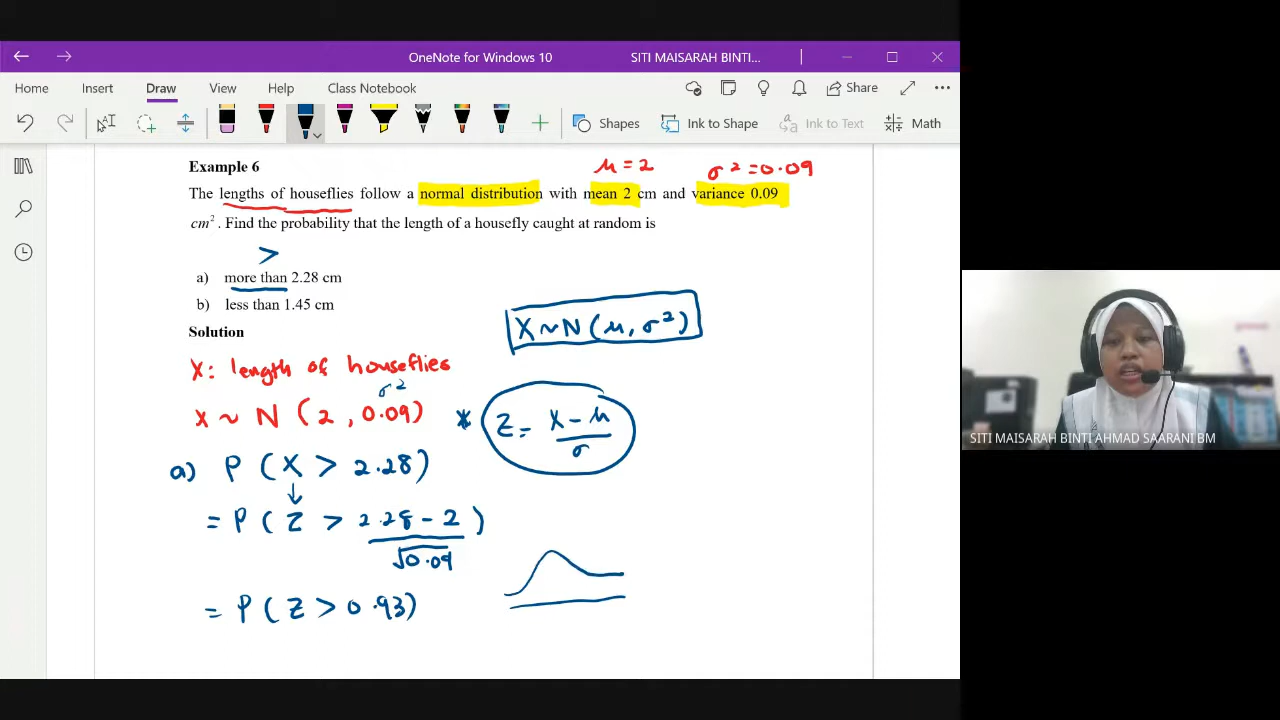 OneNote for Windows 10
SITI MAISARAH BINTI...
Home Insert Draw View Help Class Notebook Share
Shapes Ink to Shape Ink to Text Math
Example 6
μ = 2 σ² = 0.09
The lengths of houseflies follow a normal distribution with mean 2 cm and variance 0.09
cm². Find the probability that the length of a housefly caught at random is
>
a) more than 2.28 cm
b) less than 1.45 cm
X ~ N (μ, σ²)
Solution
X: length of houseflies
σ²
X ~ N (2, 0.09)
* Z = X - μ / σ
a) P (X > 2.28)
↓
= P (Z > 2.28 - 2 / √0.09)
= P (Z > 0.93)
SITI MAISARAH BINTI AHMAD SAARANI BM